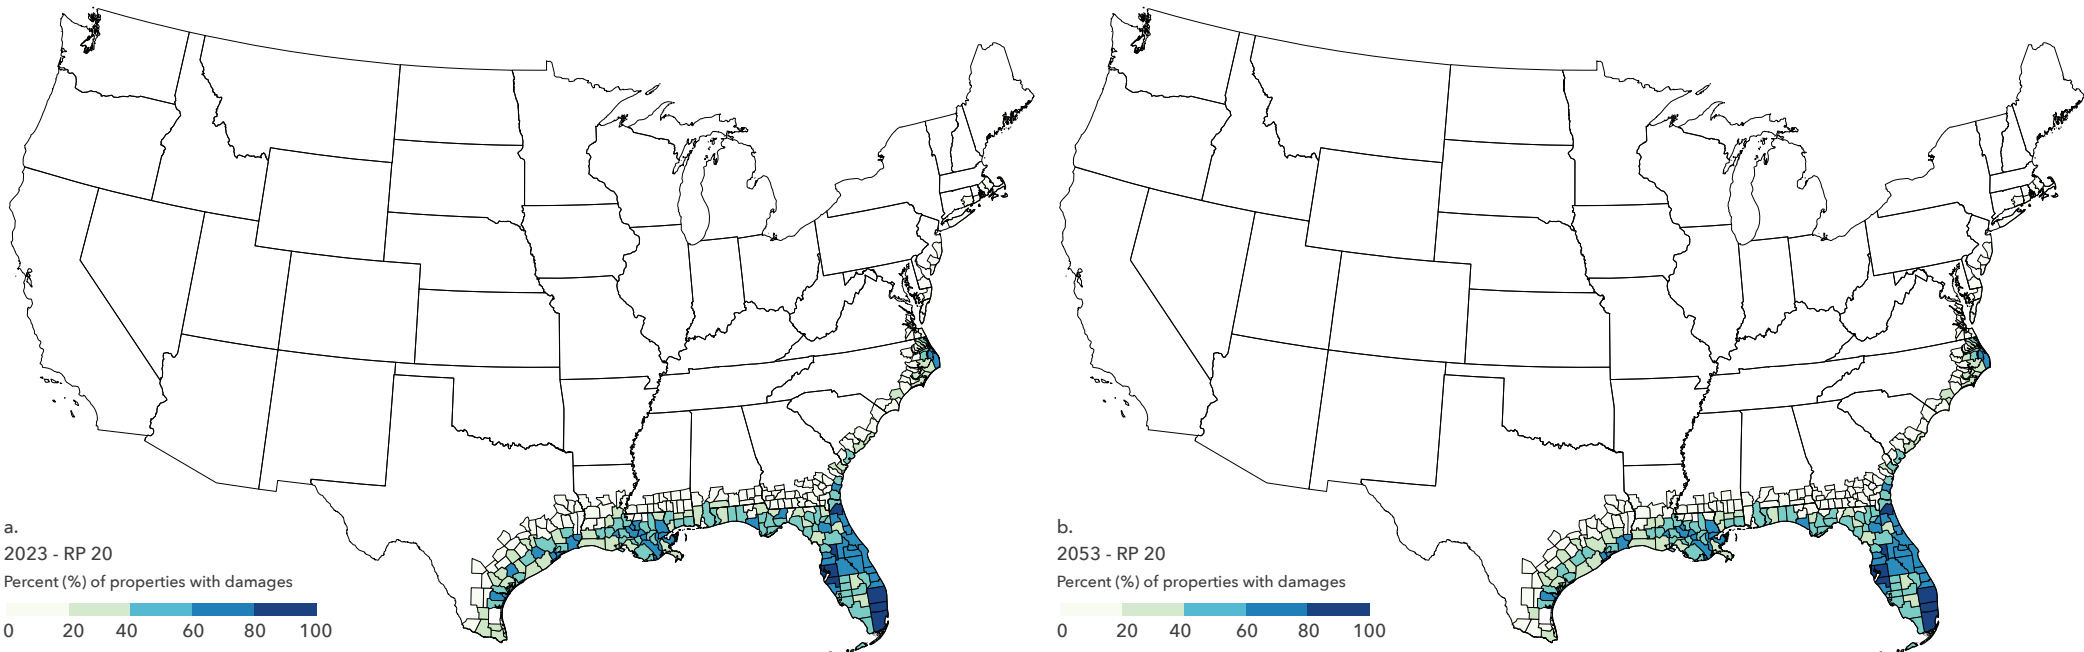 a.
2023 - RP 20
Percent (%) of properties with damages
0 20 40 60 80 100
b.
2053 - RP 20
Percent (%) of properties with damages
0 20 40 60 80 100